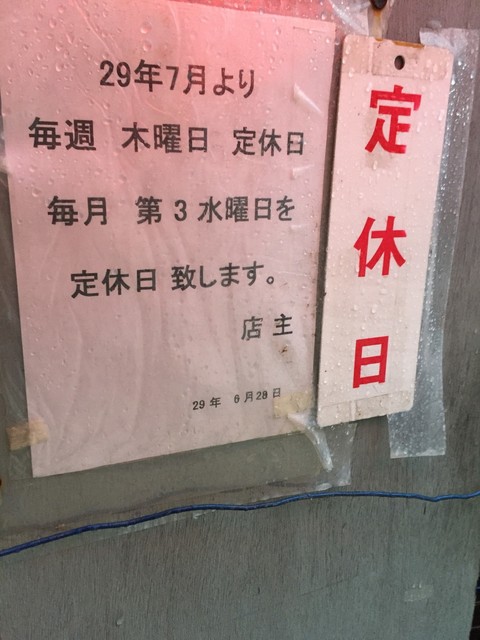 29年7月より
毎週 木曜日 定休日
毎月 第3水曜日を
定休日 致します。
店主
29年 6月28日
定休日